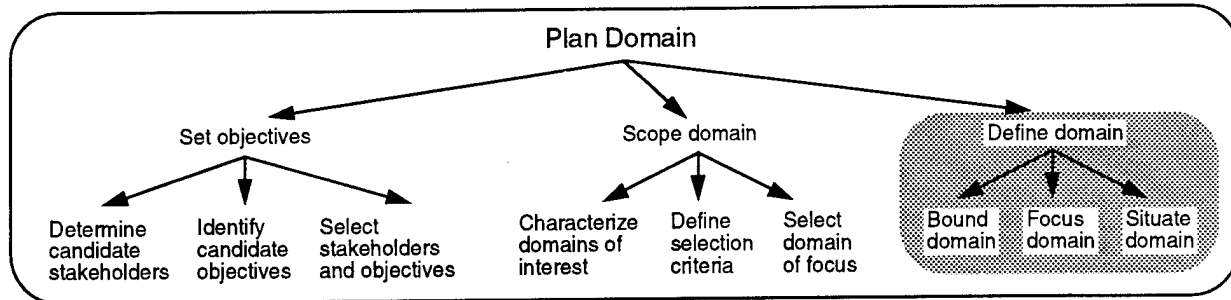 Plan Domain
Set objectives
Scope domain
Define domain
Determine
candidate
stakeholders
Identify
candidate
objectives
Select
stakeholders
and objectives
Characterize
domains of
interest
Define
selection
criteria
Select
domain
of focus
Bound
domain
Focus
domain
Situate
domain